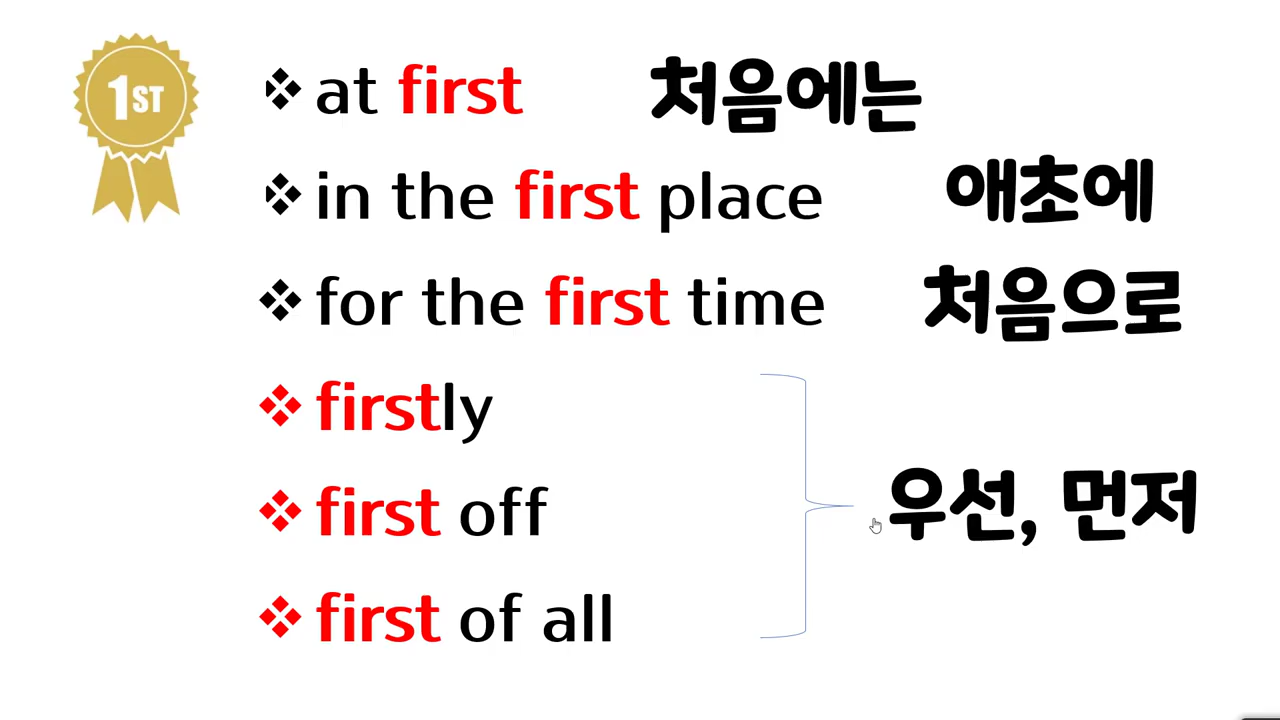 1ST
at first 처음에는
in the first place 애초에
for the first time 처음으로
firstly
first off 우선, 먼저
first of all